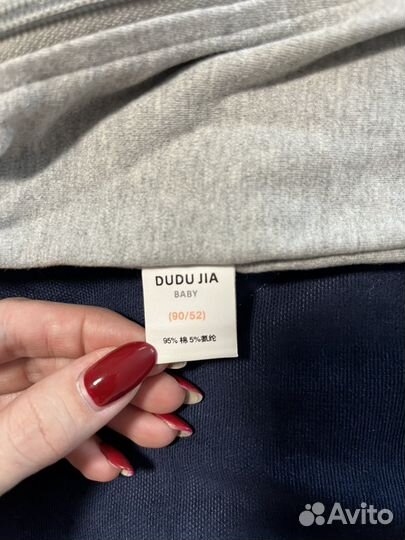 DUDU JIA
BABY
(90/52)
95% 棉 5%氨纶
Avito